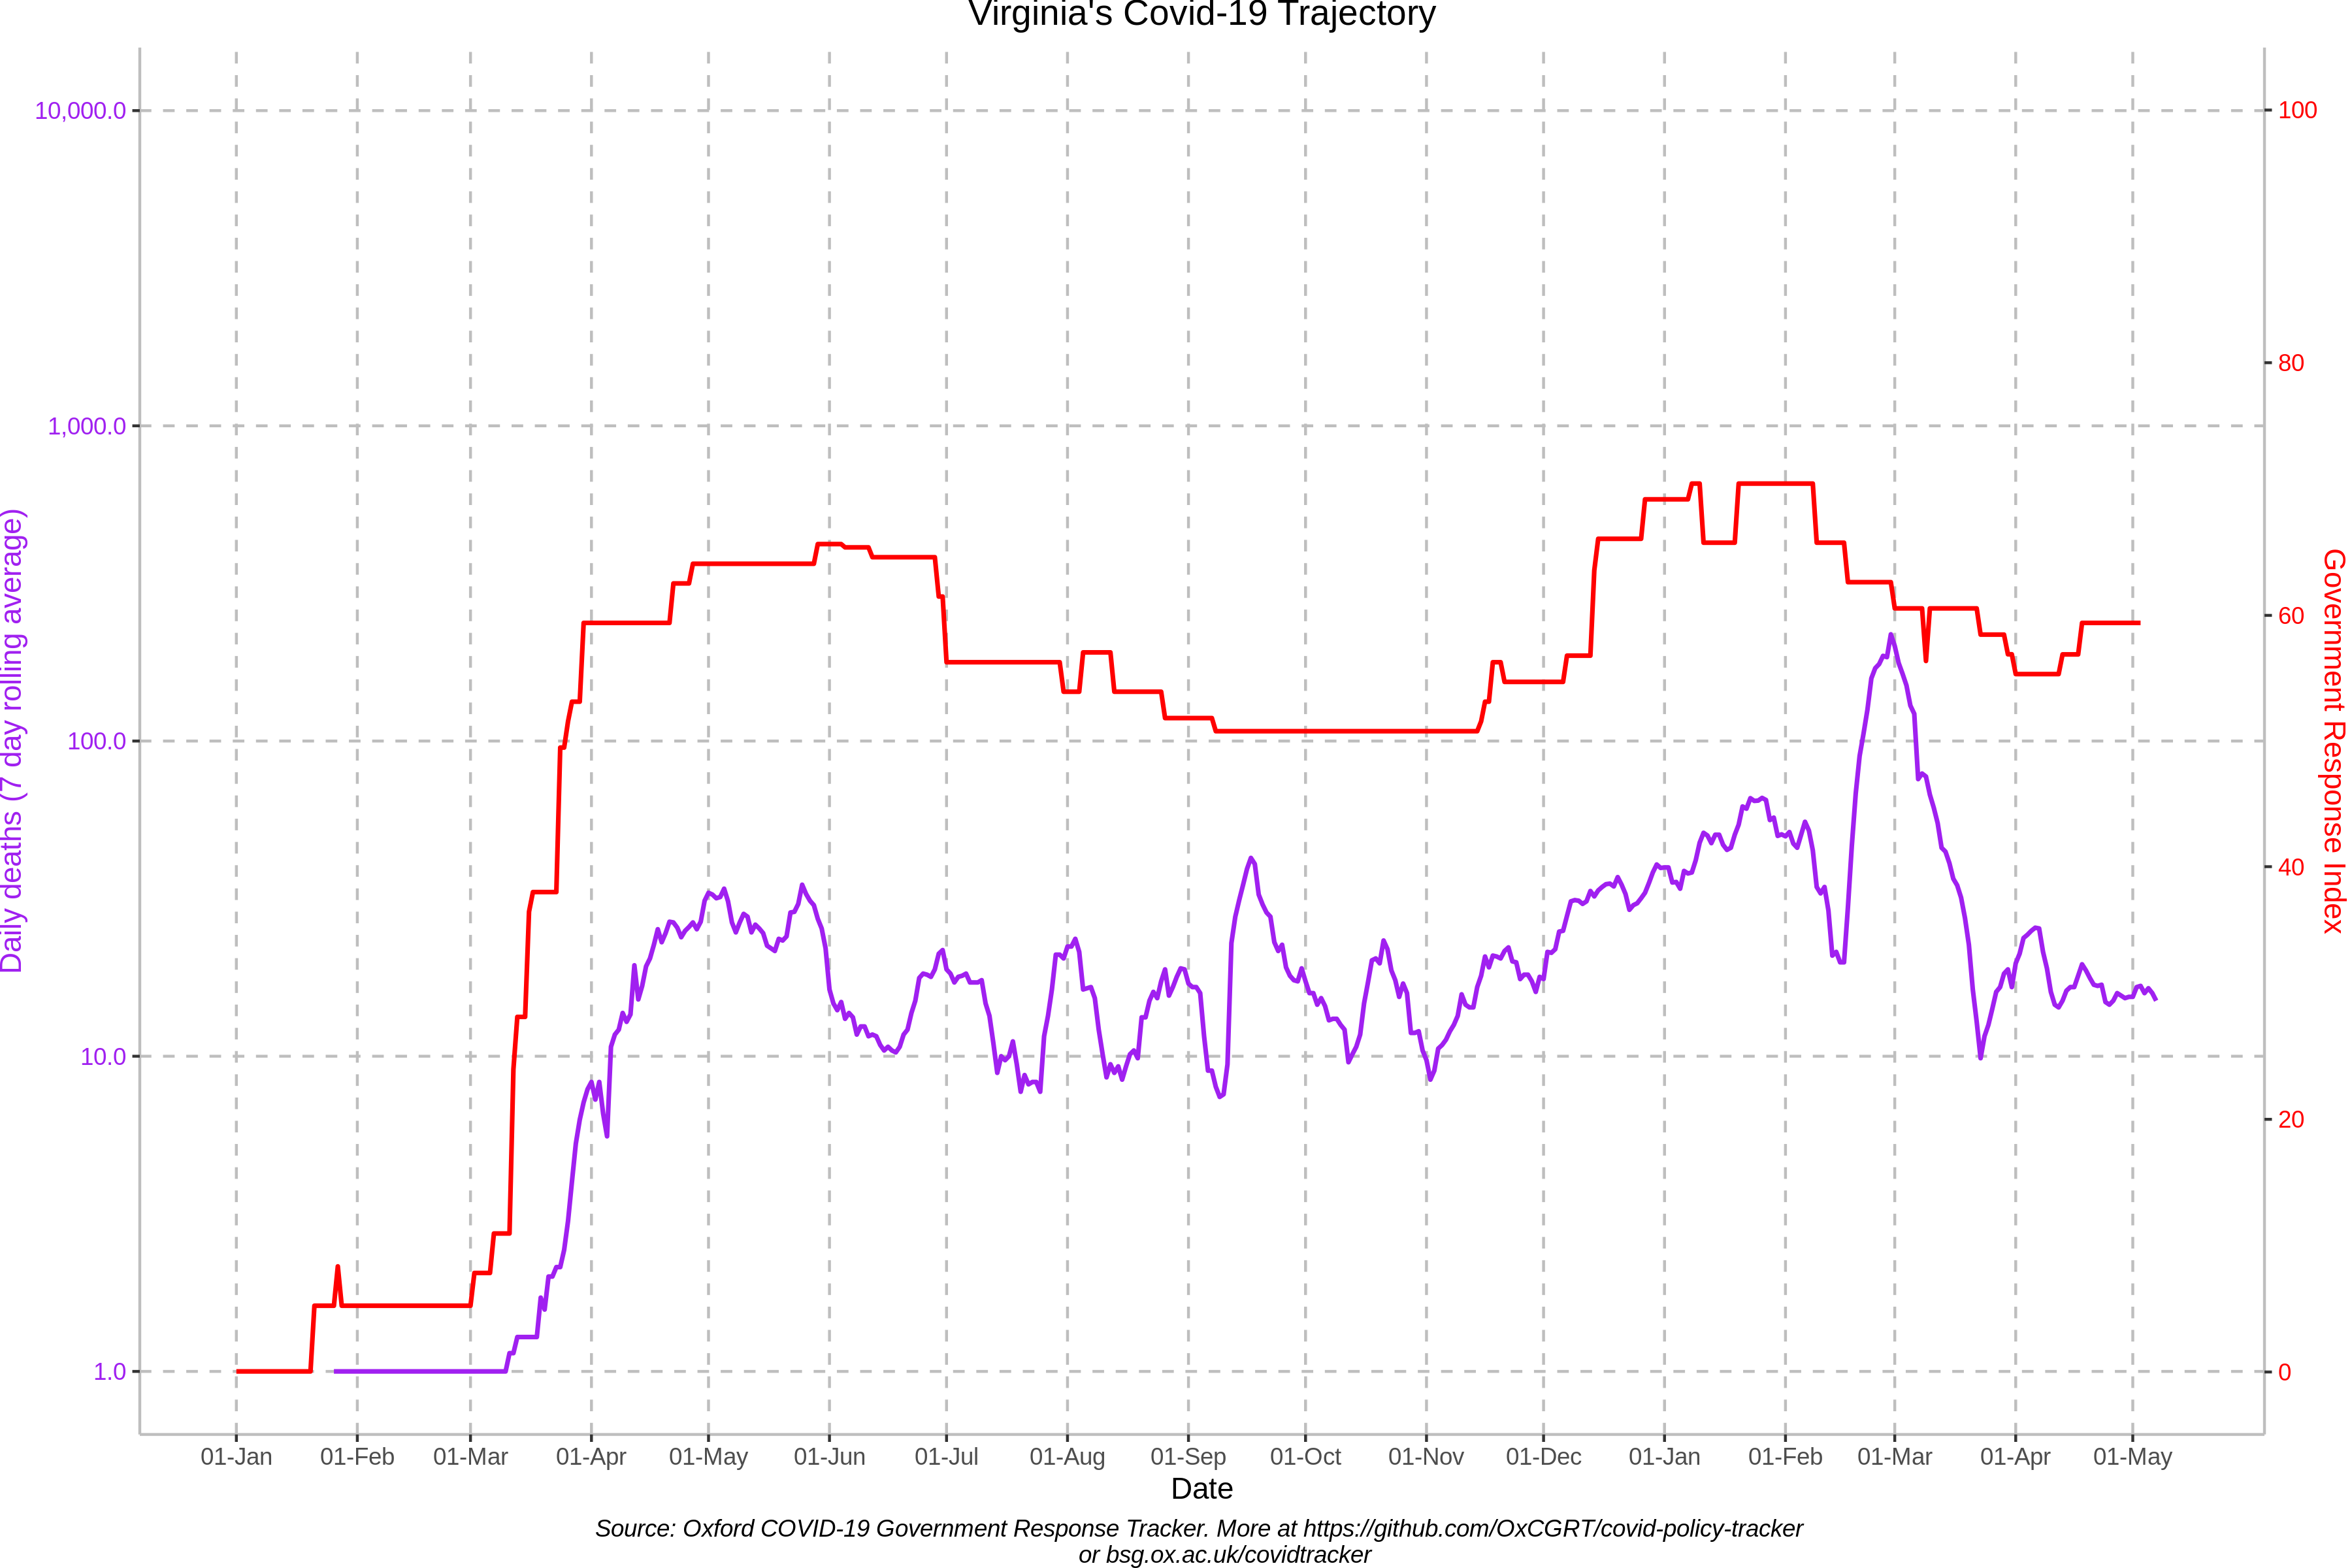 Virginia's Covid-19 Trajectory
10,000.0
1,000.0
100.0
10.0
1.0
Daily deaths (7 day rolling average)
100
80
60
40
20
0
Government Response Index
01-Jan 01-Feb 01-Mar 01-Apr 01-May 01-Jun 01-Jul 01-Aug 01-Sep 01-Oct 01-Nov 01-Dec 01-Jan 01-Feb 01-Mar 01-Apr 01-May
Date
Source: Oxford COVID-19 Government Response Tracker. More at https://github.com/OxCGRT/covid-policy-tracker
or bsg.ox.ac.uk/covidtracker